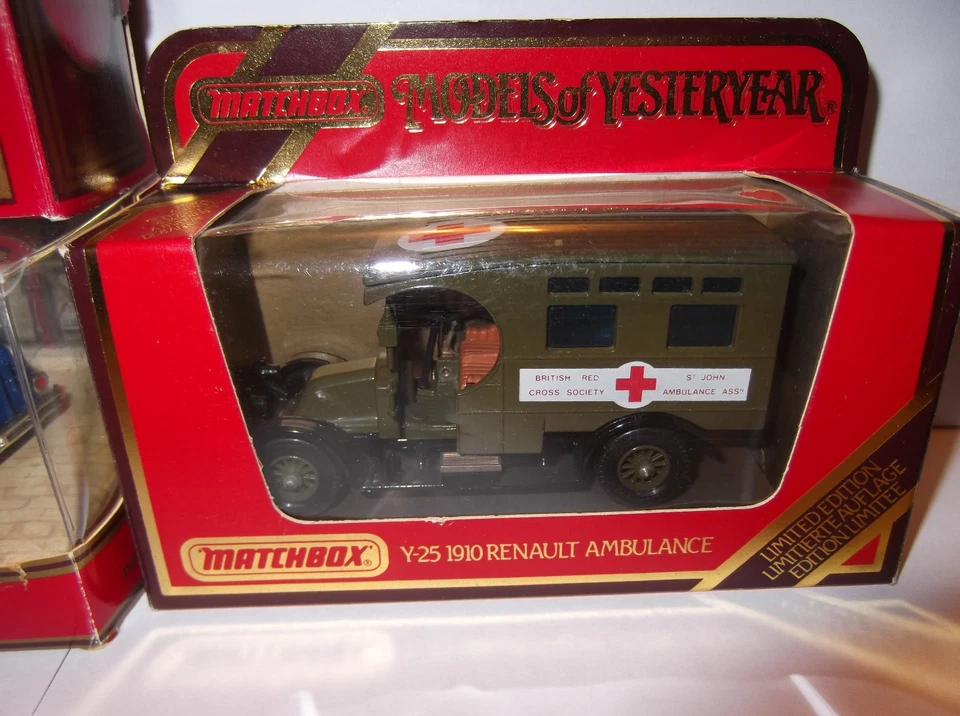 MATCHBOX
MODELS of YESTERYEAR®
BRITISH RED
CROSS SOCIETY
ST JOHN
AMBULANCE ASSN
MATCHBOX®
Y-25 1910 RENAULT AMBULANCE
LIMITED EDITION
LIMITIERTE AUFLAGE
EDITION LIMITEE